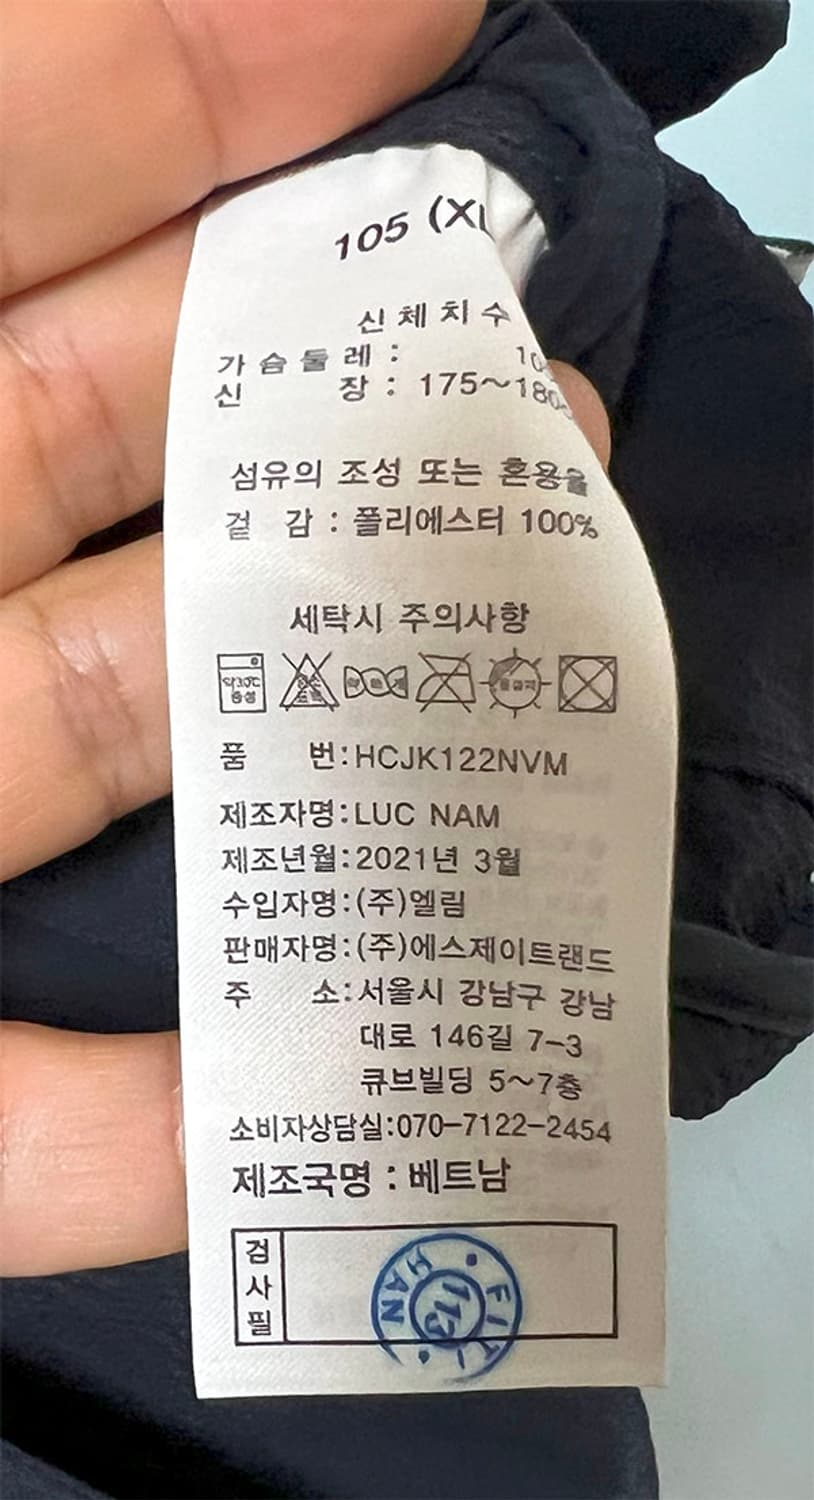 105 (XL
신체치수
가슴둘레 :
신 장 : 175~180
섬유의 조성 또는 혼용율
겉 감 : 폴리에스터 100%
세탁시 주의사항
약30℃ 중성
품 번:HCJK122NVM
제조자명:LUC NAM
제조년월:2021년 3월
수입자명:(주)엘림
판매자명:(주)에스제이트랜드
주 소:서울시 강남구 강남
대로 146길 7-3
큐브빌딩 5~7층
소비자상담실:070-7122-2454
제조국명 : 베트남
검사필
113